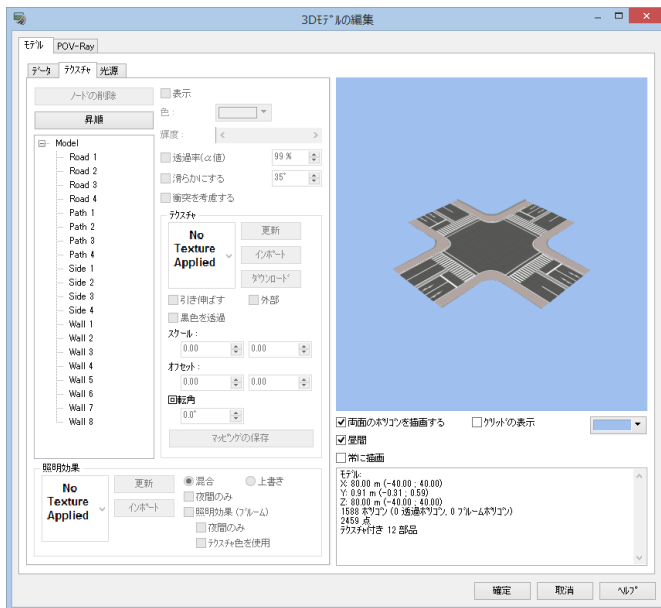 3Dﾓﾃﾞﾙの編集
ﾓﾃﾞﾙ POV-Ray
ﾃﾞｰﾀ ﾃｸｽﾁｬ 光源
ﾉｰﾄﾞの削除
昇順
Model
Road 1
Road 2
Road 3
Road 4
Path 1
Path 2
Path 3
Path 4
Side 1
Side 2
Side 3
Side 4
Wall 1
Wall 2
Wall 3
Wall 4
Wall 5
Wall 6
Wall 7
Wall 8
表示
色:
輝度:
透過率(α値) 99 %
滑らかにする 35°
衝突を考慮する
ﾃｸｽﾁｬ
No
Texture
Applied
更新
ｲﾝﾎﾟｰﾄ
ﾀﾞｳﾝﾛｰﾄﾞ
引き伸ばす 外部
黒色を透過
ｽｹｰﾙ:
0.00 0.00
ｵﾌｾｯﾄ:
0.00 0.00
回転角
0.0°
ﾏｯﾋﾟﾝｸﾞの保存
照明効果
No
Texture
Applied
更新
ｲﾝﾎﾟｰﾄ
混合 上書き
夜間のみ
照明効果 (ﾌﾞﾙｰﾑ)
夜間のみ
ﾃｸｽﾁｬ色を使用
両面のﾎﾟﾘｺﾞﾝを描画する ｸﾞﾘｯﾄﾞの表示
昼間
常に描画
ﾓﾃﾞﾙ:
X: 80.00 m (-40.00 ; 40.00)
Y: 0.91 m (-0.31 ; 0.59)
Z: 80.00 m (-40.00 ; 40.00)
1588 ﾎﾟﾘｺﾞﾝ (0 透過ﾎﾟﾘｺﾞﾝ, 0 ﾌﾞﾙｰﾑﾎﾟﾘｺﾞﾝ)
2459 点
ﾃｸｽﾁｬ付き 12 部品
確定 取消 ﾍﾙﾌﾟ